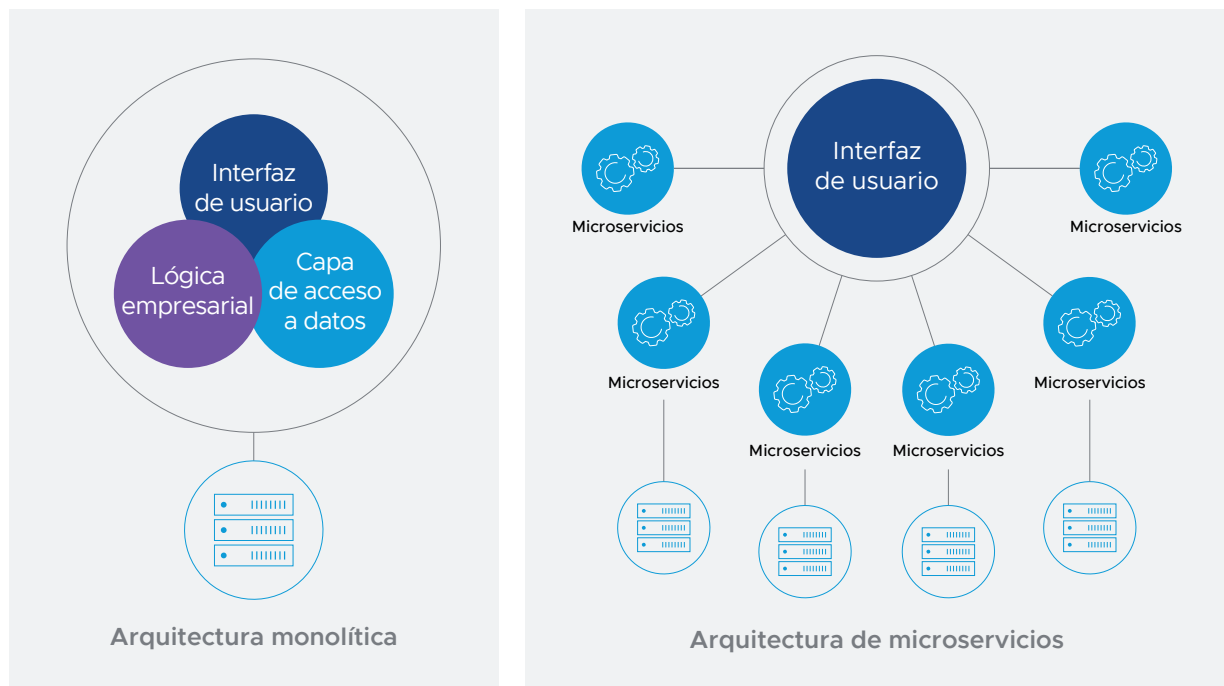 Interfaz
de usuario
Lógica
empresarial
Capa
de acceso
a datos
Arquitectura monolítica
Interfaz
de usuario
Microservicios
Microservicios
Microservicios
Microservicios
Microservicios
Microservicios
Arquitectura de microservicios